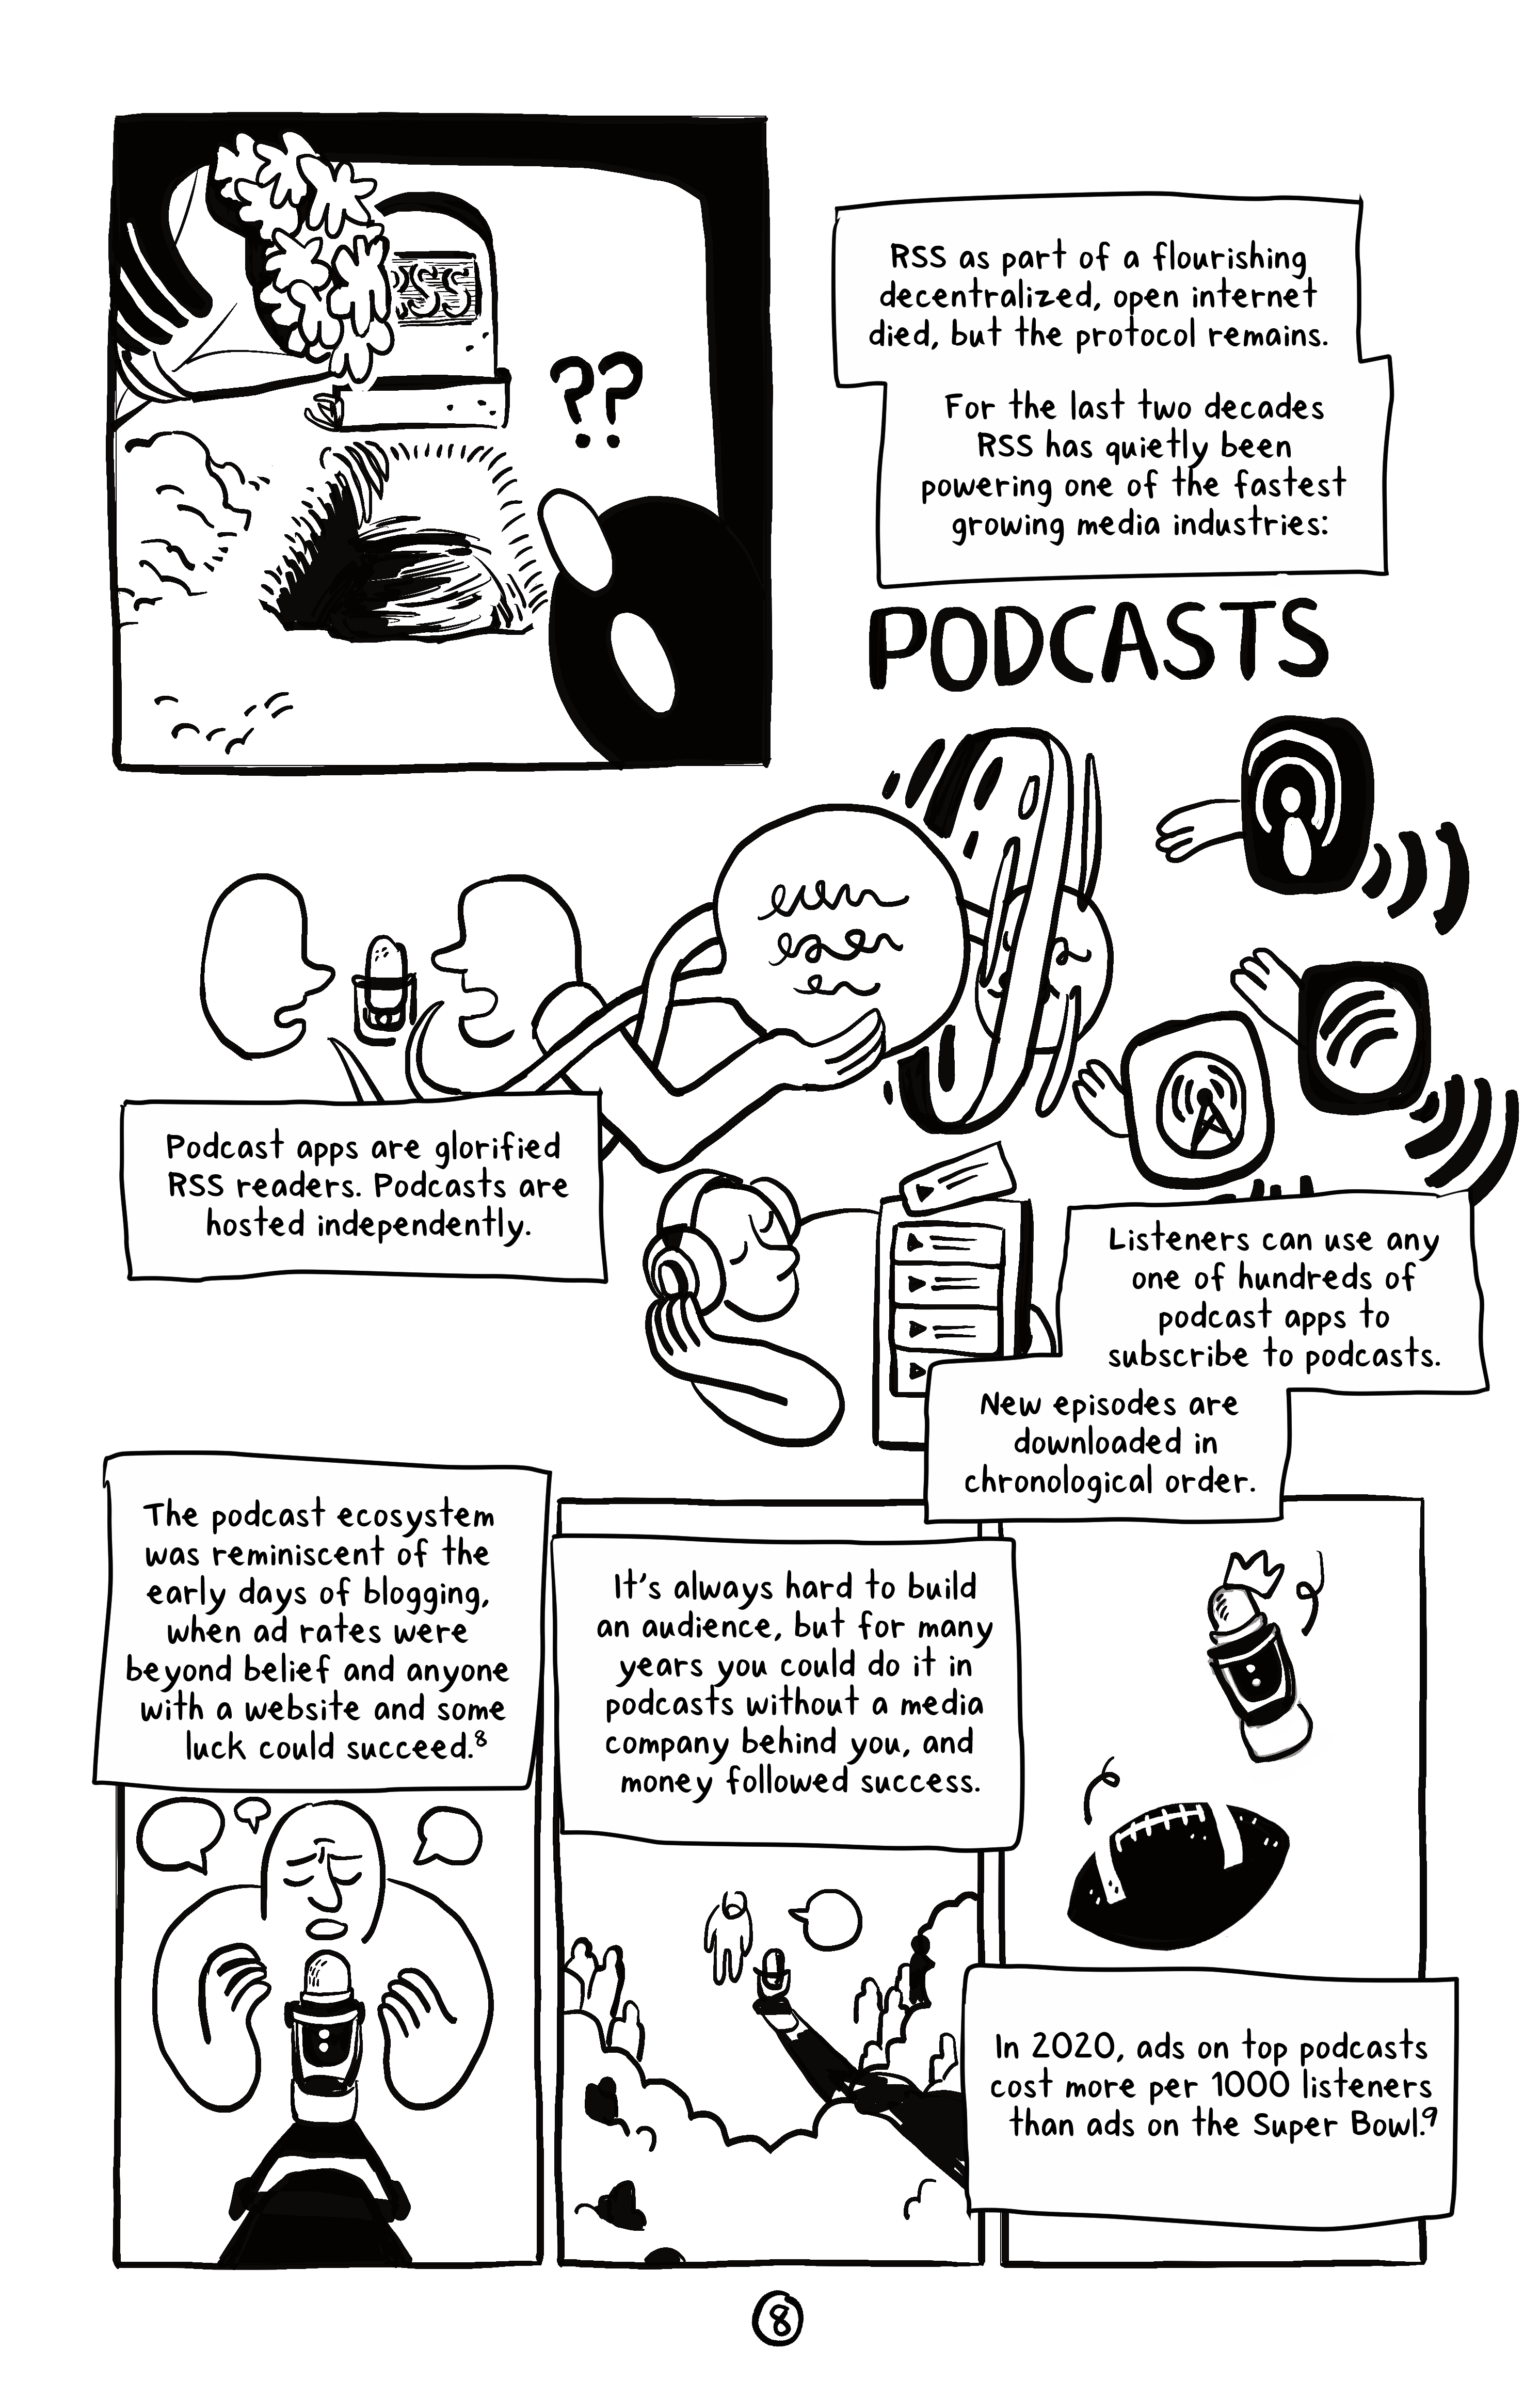 RSS
??
RSS as part of a flourishing
decentralized, open internet
died, but the protocol remains.
For the last two decades
RSS has quietly been
powering one of the fastest
growing media industries:
PODCASTS
Podcast apps are glorified
RSS readers. Podcasts are
hosted independently.
Listeners can use any
one of hundreds of
podcast apps to
subscribe to podcasts.
New episodes are
downloaded in
chronological order.
The podcast ecosystem
was reminiscent of the
early days of blogging,
when ad rates were
beyond belief and anyone
with a website and some
luck could succeed.⁸
It's always hard to build
an audience, but for many
years you could do it in
podcasts without a media
company behind you, and
money followed success.
In 2020, ads on top podcasts
cost more per 1000 listeners
than ads on the Super Bowl.⁹
8